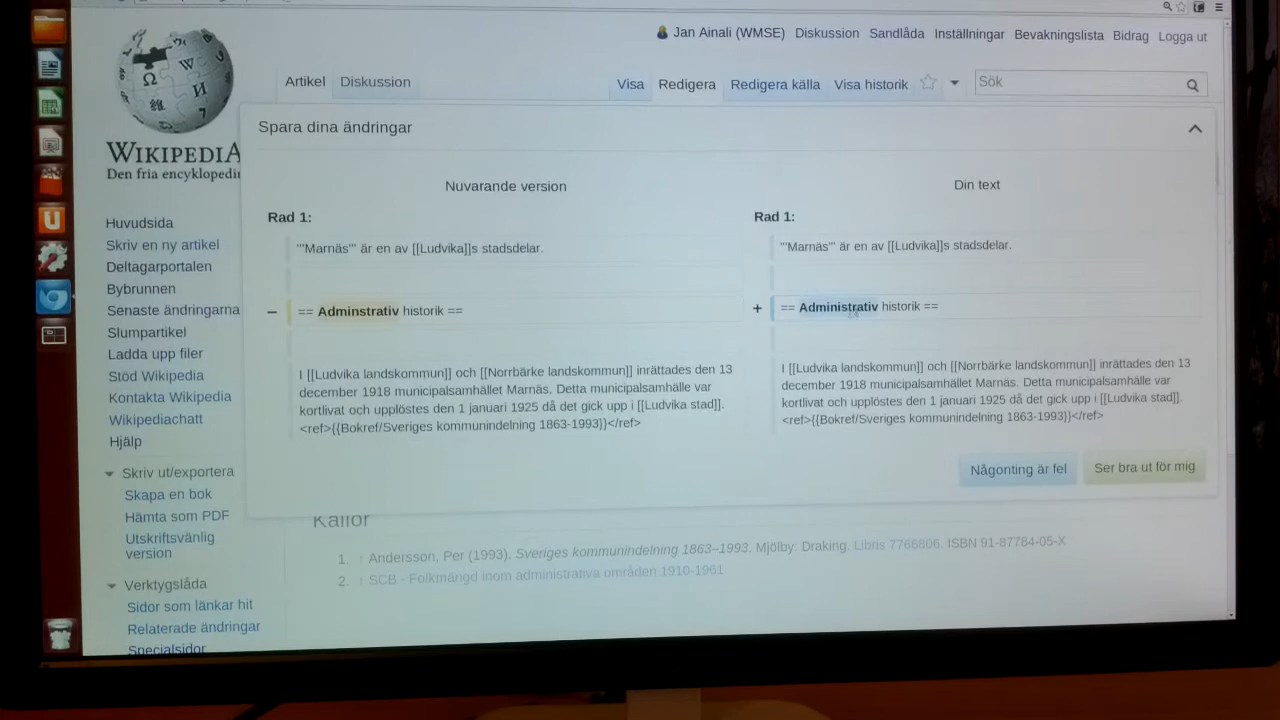 Jan Ainali (WMSE) Diskussion Sandlåda Inställningar Bevakningslista Bidrag Logga ut
Artikel Diskussion Visa Redigera Redigera källa Visa historik Sök
WIKIPEDIA
Den fria encyklopedin
Huvudsida
Skriv en ny artikel
Deltagarportalen
Bybrunnen
Senaste ändringarna
Slumpartikel
Ladda upp filer
Stöd Wikipedia
Kontakta Wikipedia
Wikipediachatt
Hjälp
Skriv ut/exportera
Skapa en bok
Hämta som PDF
Utskriftsvänlig
version
Verktygslåda
Sidor som länkar hit
Relaterade ändringar
Specialsidor
Spara dina ändringar
Nuvarande version
Rad 1:
'''Marnäs''' är en av [[Ludvika]]s stadsdelar.
− == Adminstrativ historik ==
I [[Ludvika landskommun]] och [[Norrbärke landskommun]] inrättades den 13
december 1918 municipalsamhället Marnäs. Detta municipalsamhälle var
kortlivat och upplöstes den 1 januari 1925 då det gick upp i [[Ludvika stad]].
<ref>{{Bokref/Sveriges kommunindelning 1863-1993}}</ref>
Din text
Rad 1:
'''Marnäs''' är en av [[Ludvika]]s stadsdelar.
+ == Administrativ historik ==
I [[Ludvika landskommun]] och [[Norrbärke landskommun]] inrättades den 13
december 1918 municipalsamhället Marnäs. Detta municipalsamhälle var
kortlivat och upplöstes den 1 januari 1925 då det gick upp i [[Ludvika stad]].
<ref>{{Bokref/Sveriges kommunindelning 1863-1993}}</ref>
Någonting är fel Ser bra ut för mig
Källor
1. ↑ Andersson, Per (1993). Sveriges kommunindelning 1863–1993. Mjölby: Draking. Libris 7766806. ISBN 91-87784-05-X
2. ↑ SCB - Folkmängd inom administrativa områden 1910-1961